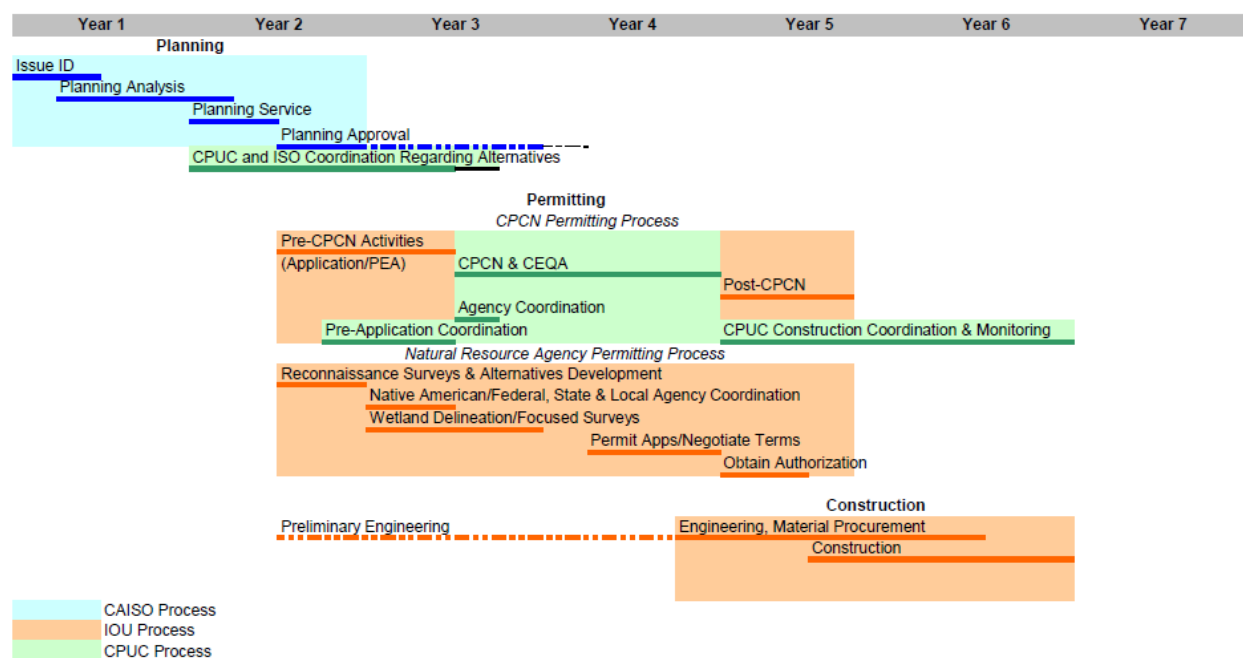 Year 1 Year 2 Year 3 Year 4 Year 5 Year 6 Year 7
Planning
Issue ID
Planning Analysis
Planning Service
Planning Approval
CPUC and ISO Coordination Regarding Alternatives
Permitting
CPCN Permitting Process
Pre-CPCN Activities
(Application/PEA) CPCN & CEQA
Post-CPCN
Agency Coordination
Pre-Application Coordination CPUC Construction Coordination & Monitoring
Natural Resource Agency Permitting Process
Reconnaissance Surveys & Alternatives Development
Native American/Federal, State & Local Agency Coordination
Wetland Delineation/Focused Surveys
Permit Apps/Negotiate Terms
Obtain Authorization
Construction
Preliminary Engineering Engineering, Material Procurement
Construction
CAISO Process
IOU Process
CPUC Process